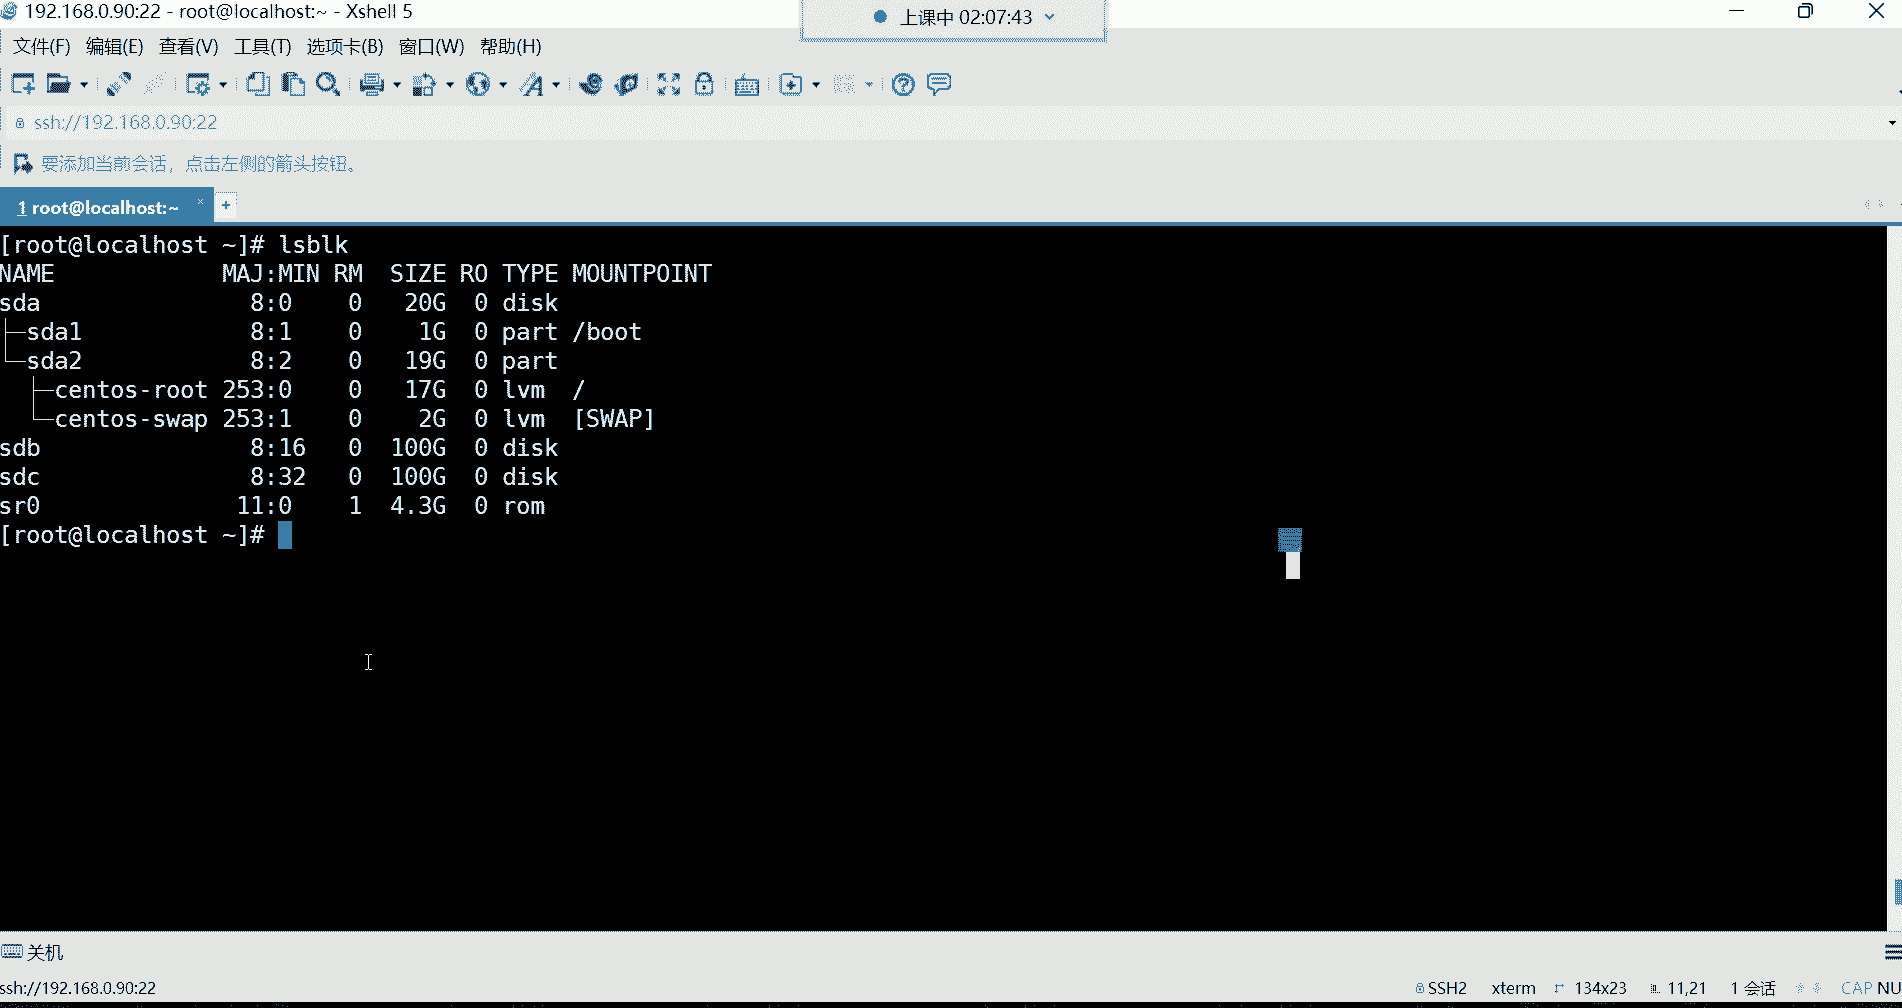 192.168.0.90:22 - root@localhost:~ - Xshell 5
上课中 02:07:43
文件(F) 编辑(E) 查看(V) 工具(T) 选项卡(B) 窗口(W) 帮助(H)
ssh://192.168.0.90:22
要添加当前会话，点击左侧的箭头按钮。
1 root@localhost:~ × +
[root@localhost ~]# lsblk
NAME            MAJ:MIN RM  SIZE RO TYPE MOUNTPOINT
sda               8:0    0   20G  0 disk
├─sda1            8:1    0    1G  0 part /boot
└─sda2            8:2    0   19G  0 part
  ├─centos-root 253:0    0   17G  0 lvm  /
  └─centos-swap 253:1    0    2G  0 lvm  [SWAP]
sdb               8:16   0  100G  0 disk
sdc               8:32   0  100G  0 disk
sr0              11:0    1  4.3G  0 rom
[root@localhost ~]#
关机
ssh://192.168.0.90:22 SSH2 xterm 134x23 11,21 1 会话 CAP NU